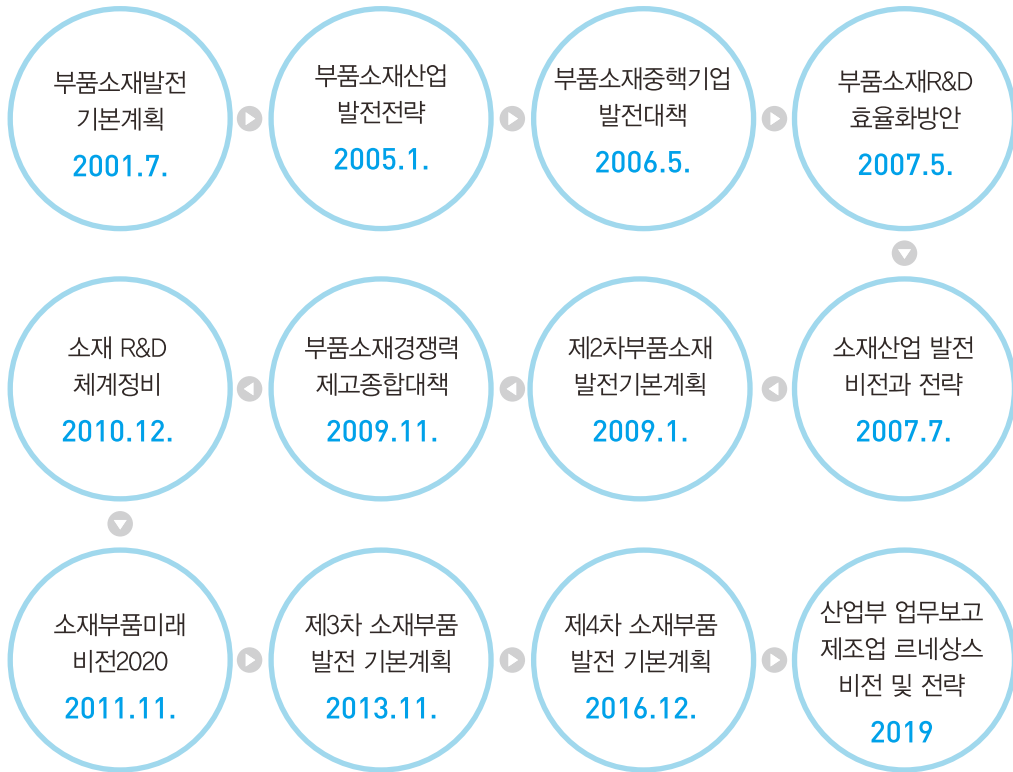 부품소재발전
기본계획
2001.7.
부품소재산업
발전전략
2005.1.
부품소재중핵기업
발전대책
2006.5.
부품소재R&D
효율화방안
2007.5.
소재산업 발전
비전과 전략
2007.7.
제2차부품소재
발전기본계획
2009.1.
부품소재경쟁력
제고종합대책
2009.11.
소재 R&D
체계정비
2010.12.
소재부품미래
비전2020
2011.11.
제3차 소재부품
발전 기본계획
2013.11.
제4차 소재부품
발전 기본계획
2016.12.
산업부 업무보고
제조업 르네상스
비전 및 전략
2019